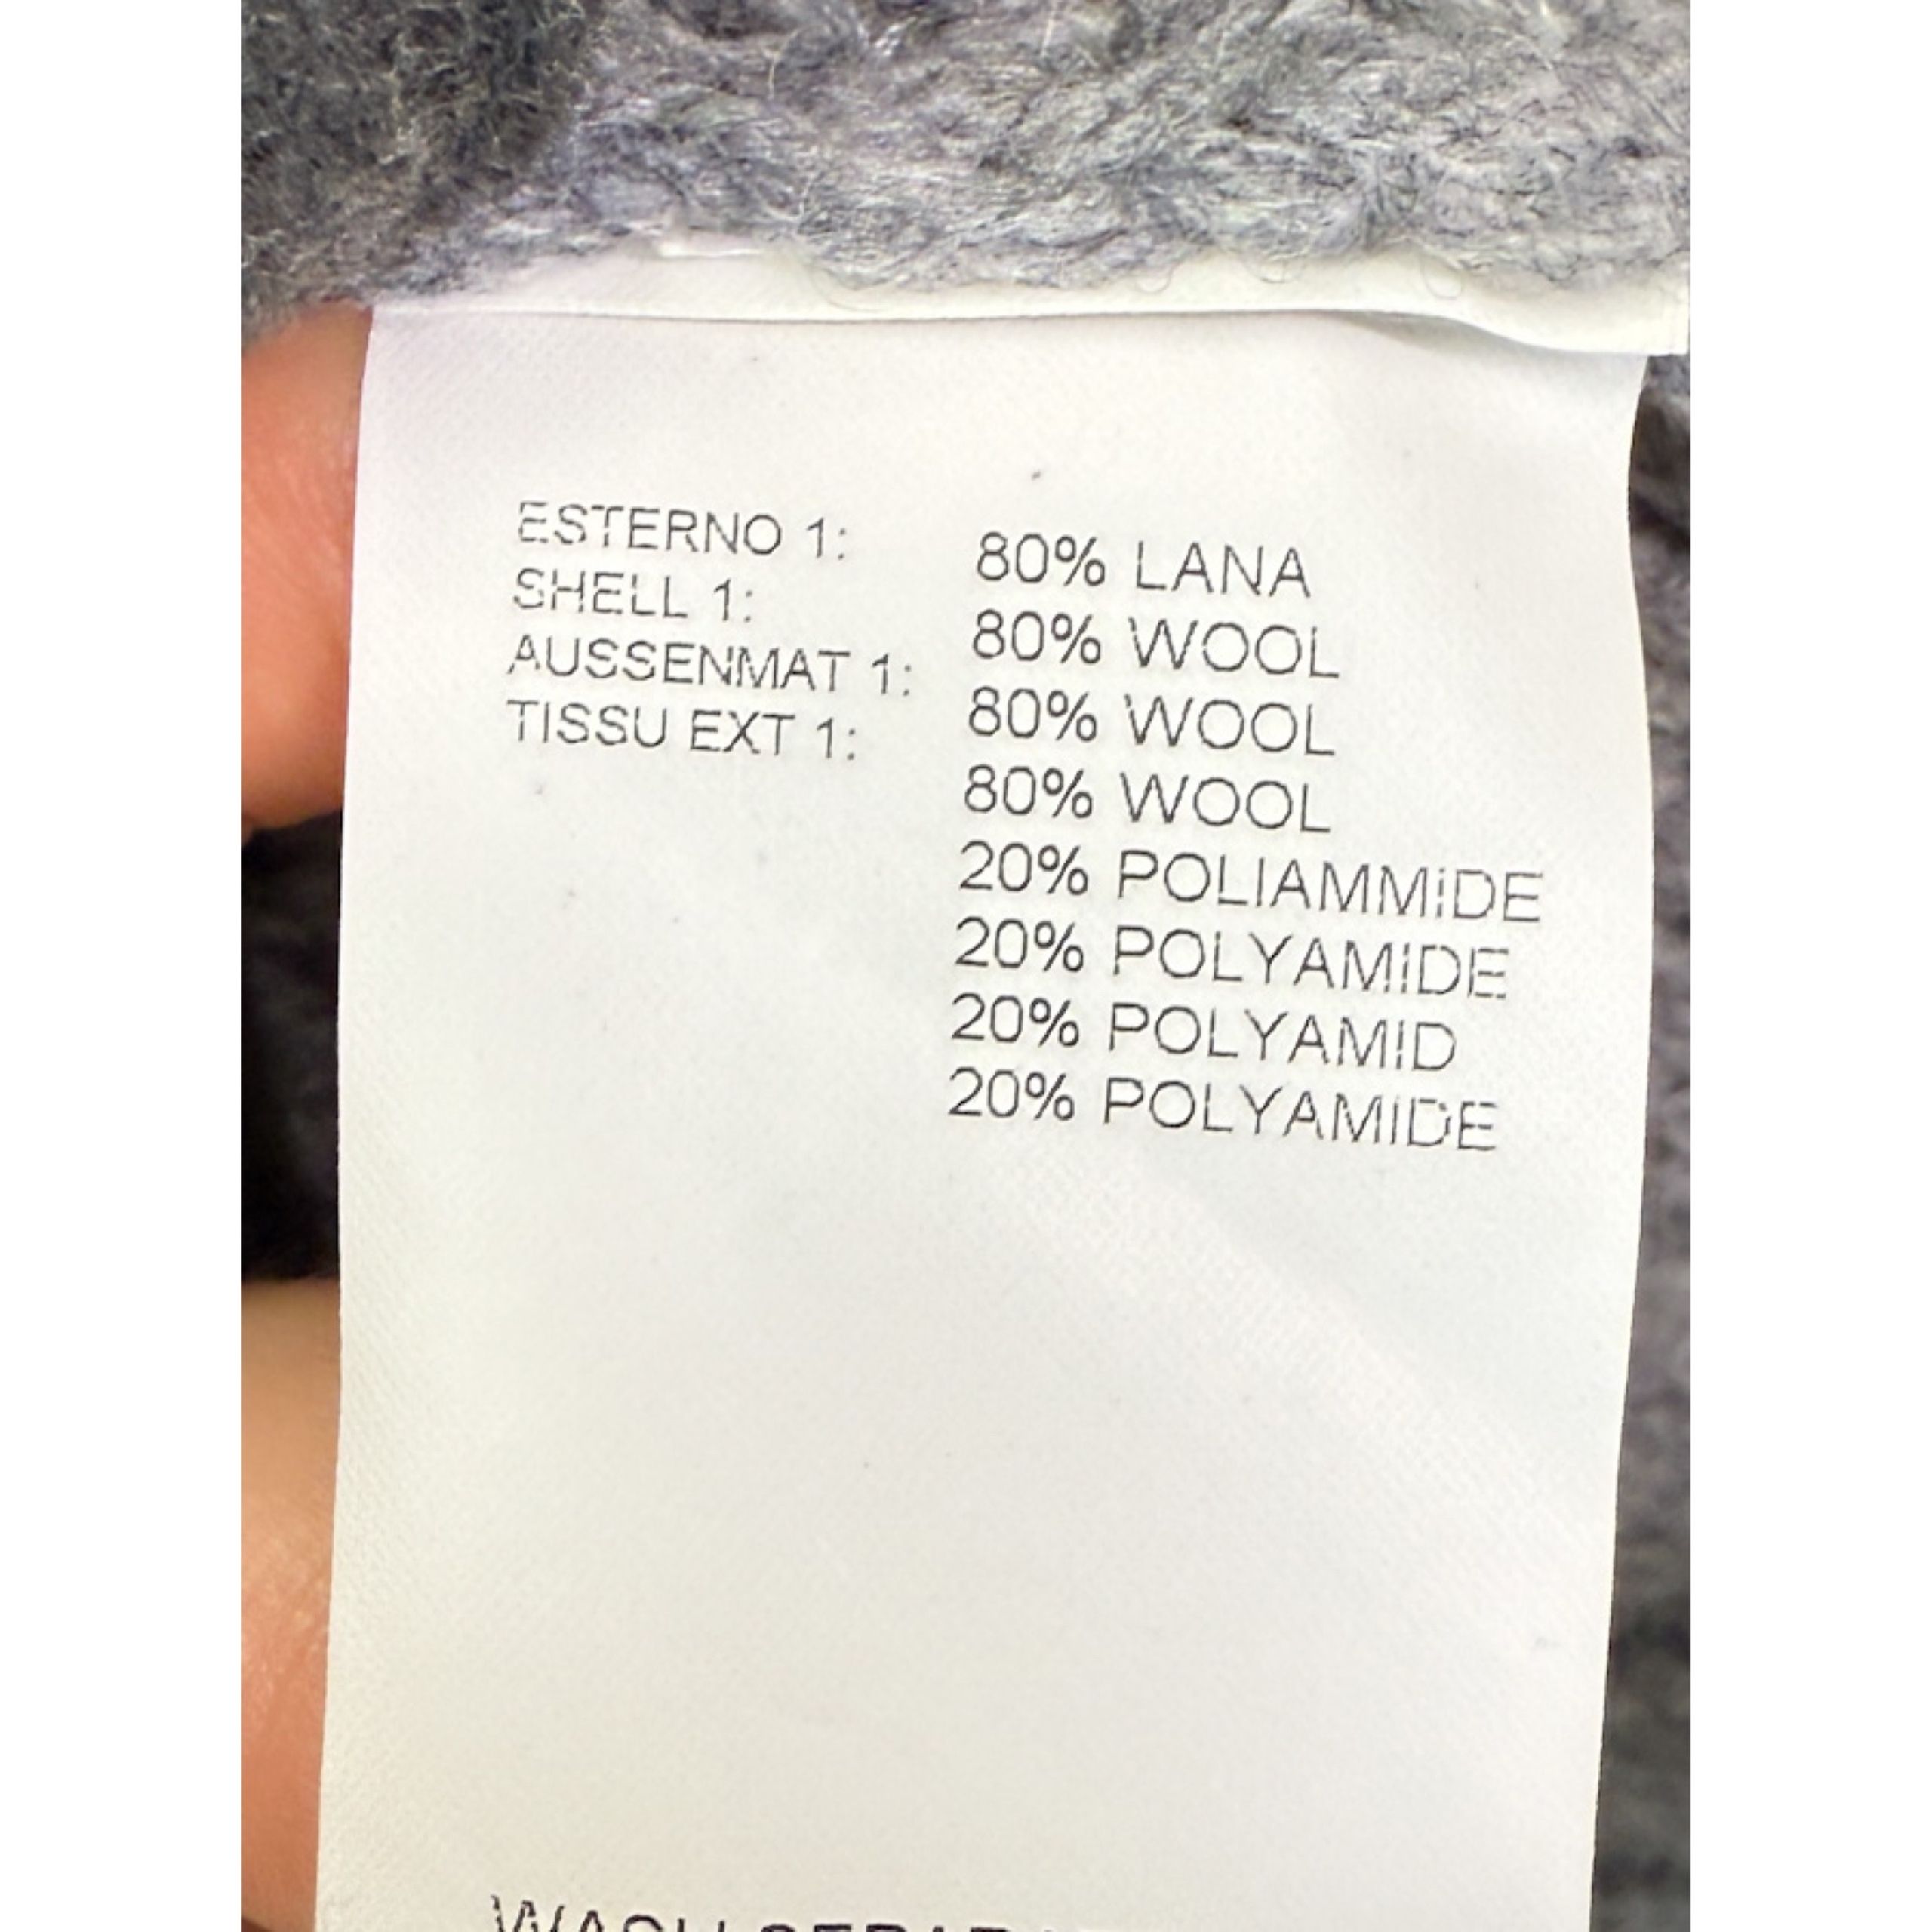 ESTERNO 1:
SHELL 1:
AUSSENMAT 1:
TISSU EXT 1:
80% LANA
80% WOOL
80% WOOL
80% WOOL
20% POLIAMMIDE
20% POLYAMIDE
20% POLYAMID
20% POLYAMIDE
WASH